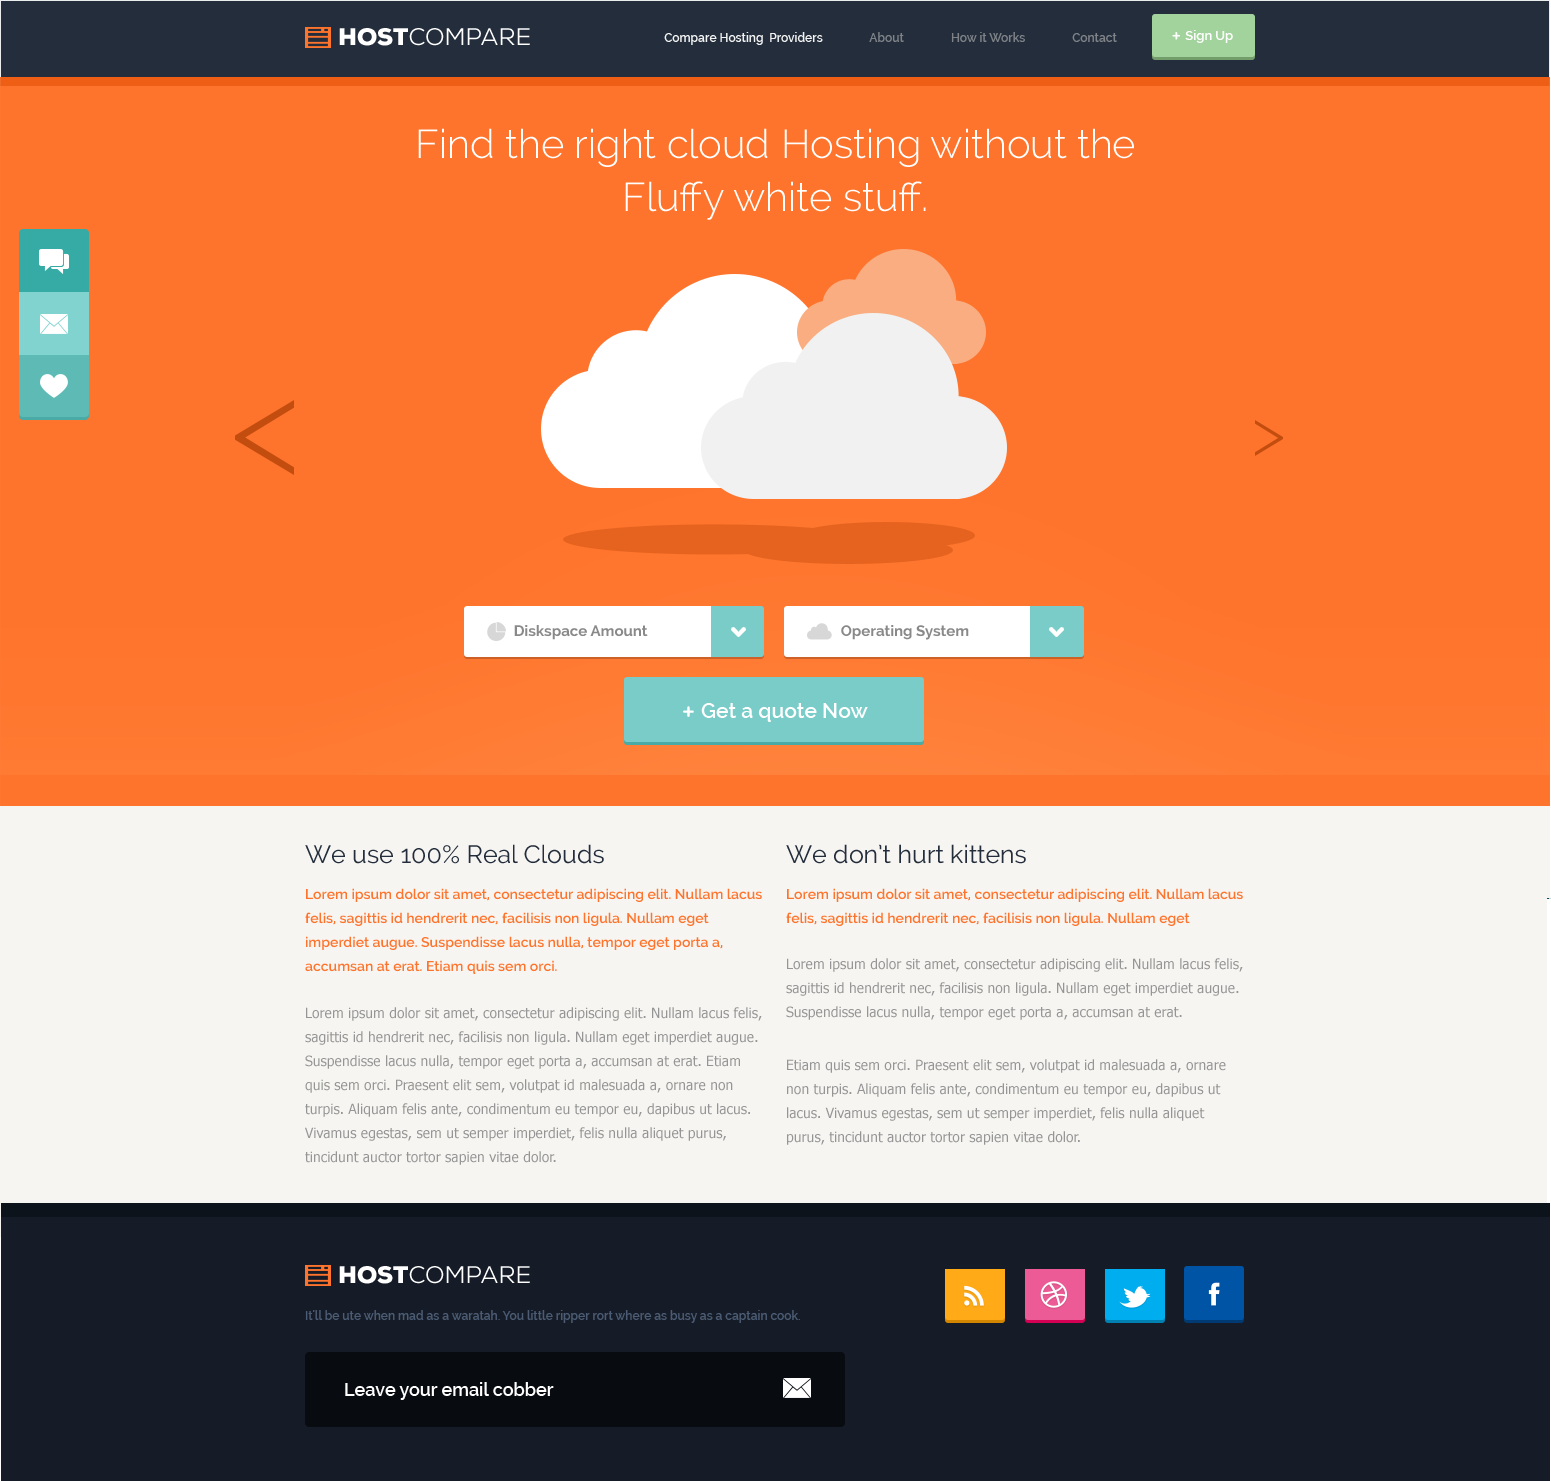 HOSTCOMPARE
Compare Hosting Providers
About
How it Works
Contact
+ Sign Up
Find the right cloud Hosting without the
Fluffy white stuff.
Diskspace Amount
Operating System
+ Get a quote Now
We use 100% Real Clouds
Lorem ipsum dolor sit amet, consectetur adipiscing elit. Nullam lacus
felis, sagittis id hendrerit nec, facilisis non ligula. Nullam eget
imperdiet augue. Suspendisse lacus nulla, tempor eget porta a,
accumsan at erat. Etiam quis sem orci.
Lorem ipsum dolor sit amet, consectetur adipiscing elit. Nullam lacus felis,
sagittis id hendrerit nec, facilisis non ligula. Nullam eget imperdiet augue.
Suspendisse lacus nulla, tempor eget porta a, accumsan at erat. Etiam
quis sem orci. Praesent elit sem, volutpat id malesuada a, ornare non
turpis. Aliquam felis ante, condimentum eu tempor eu, dapibus ut lacus.
Vivamus egestas, sem ut semper imperdiet, felis nulla aliquet purus,
tincidunt auctor tortor sapien vitae dolor.
We don't hurt kittens
Lorem ipsum dolor sit amet, consectetur adipiscing elit. Nullam lacus
felis, sagittis id hendrerit nec, facilisis non ligula. Nullam eget
Lorem ipsum dolor sit amet, consectetur adipiscing elit. Nullam lacus felis,
sagittis id hendrerit nec, facilisis non ligula. Nullam eget imperdiet augue.
Suspendisse lacus nulla, tempor eget porta a, accumsan at erat.
Etiam quis sem orci. Praesent elit sem, volutpat id malesuada a, ornare
non turpis. Aliquam felis ante, condimentum eu tempor eu, dapibus ut
lacus. Vivamus egestas, sem ut semper imperdiet, felis nulla aliquet
purus, tincidunt auctor tortor sapien vitae dolor.
HOSTCOMPARE
It'll be ute when mad as a waratah. You little ripper rort where as busy as a captain cook.
Leave your email cobber